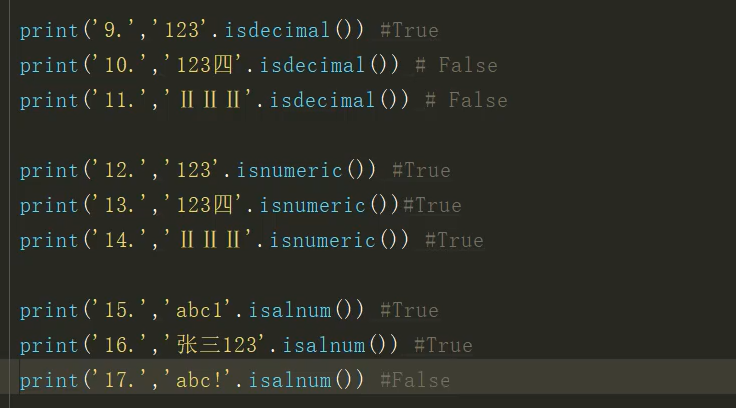 print('9.','123'.isdecimal()) #True
print('10.','123四'.isdecimal()) # False
print('11.','ⅡⅡⅡ'.isdecimal()) # False
print('12.','123'.isnumeric()) #True
print('13.','123四'.isnumeric())#True
print('14.','ⅡⅡⅡ'.isnumeric()) #True
print('15.','abc1'.isalnum()) #True
print('16.','张三123'.isalnum()) #True
print('17.','abc!'.isalnum()) #False